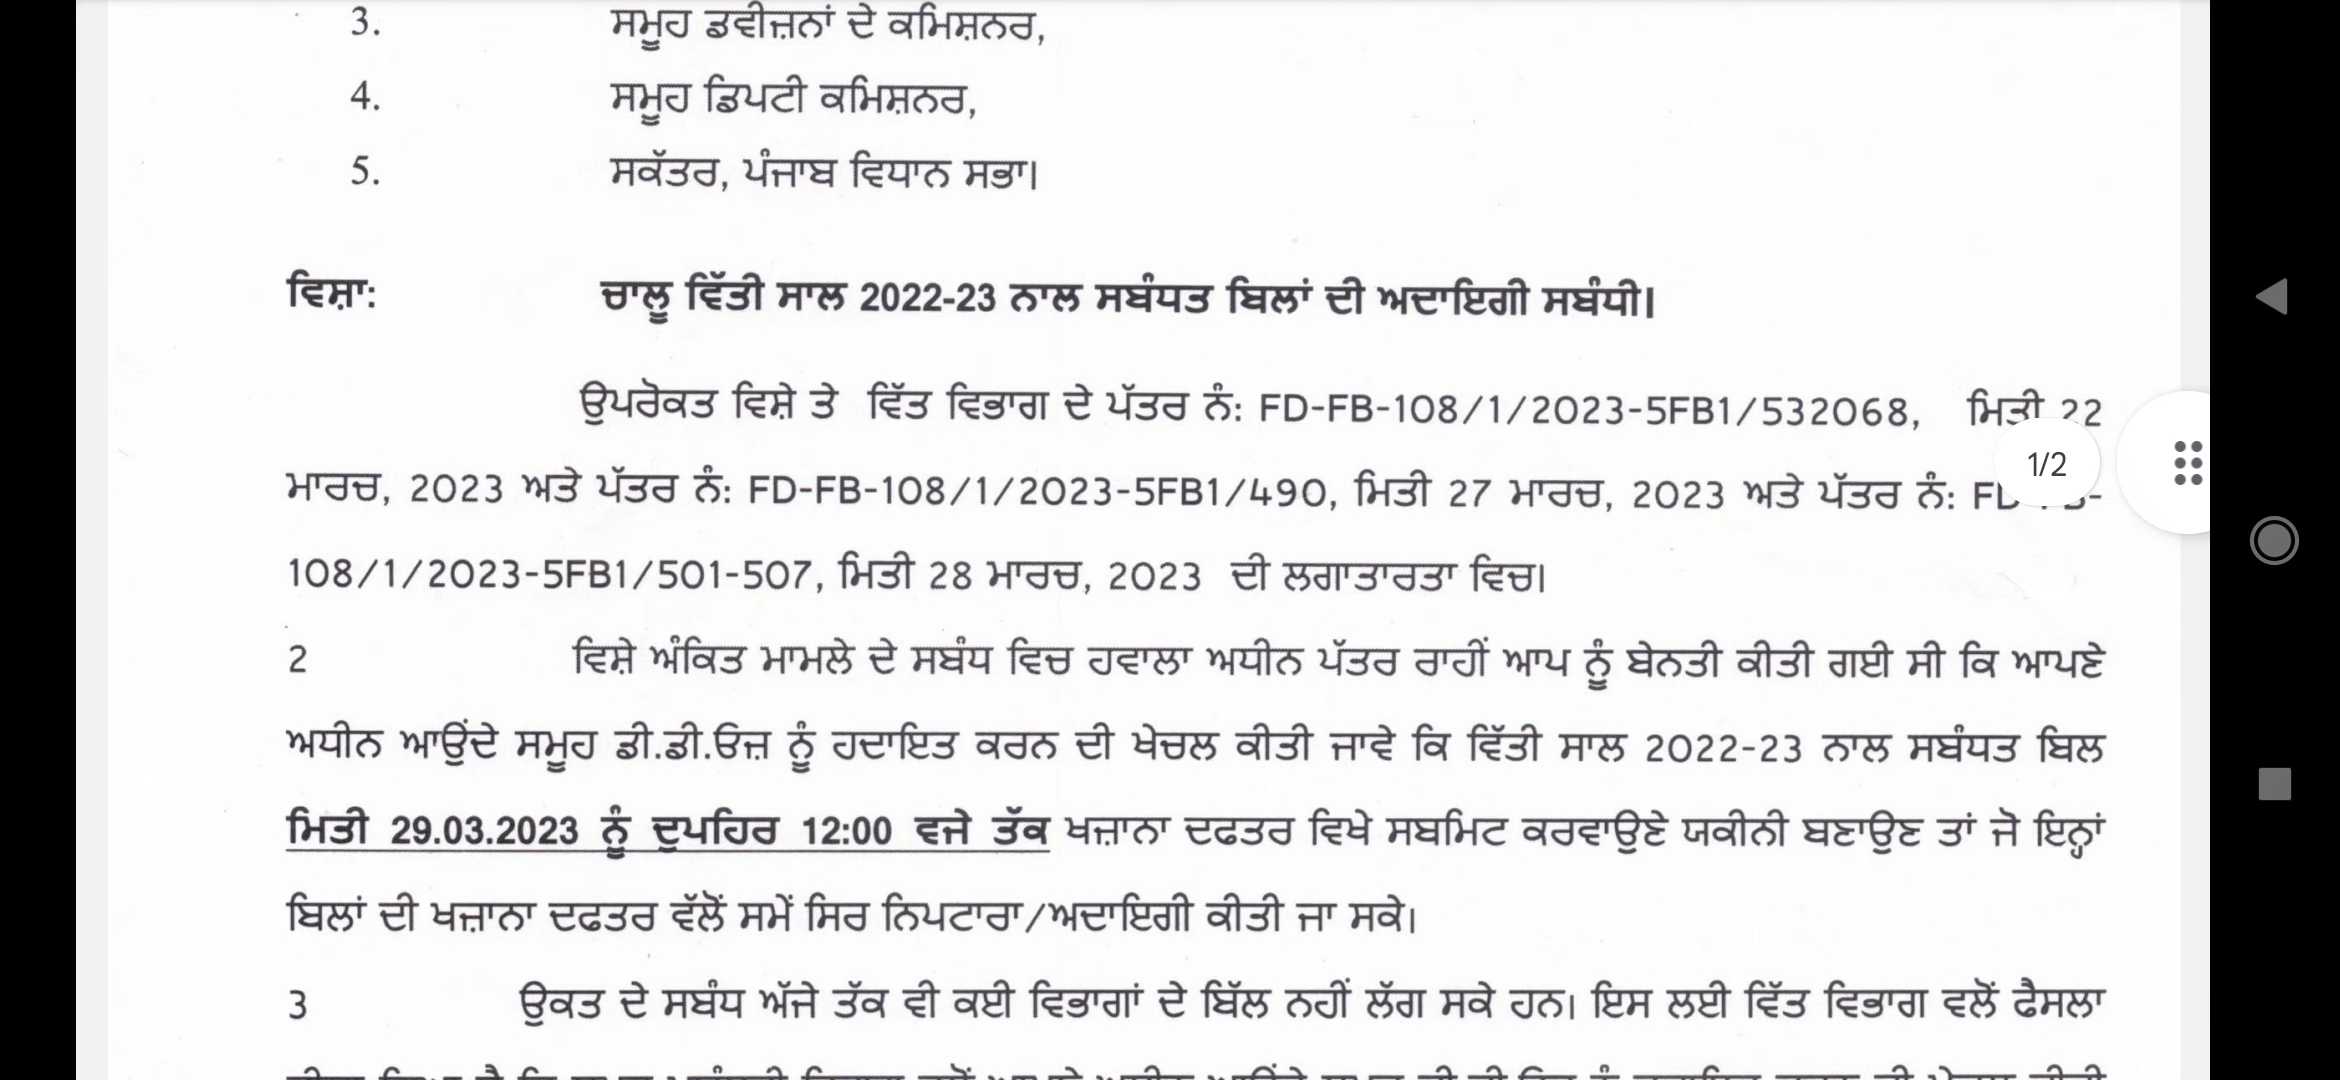 3. ਸਮੂਹ ਡਵੀਜ਼ਨਾਂ ਦੇ ਕਮਿਸ਼ਨਰ,
4. ਸਮੂਹ ਡਿਪਟੀ ਕਮਿਸ਼ਨਰ,
5. ਸਕੱਤਰ, ਪੰਜਾਬ ਵਿਧਾਨ ਸਭਾ।
ਵਿਸ਼ਾ: ਚਾਲੂ ਵਿੱਤੀ ਸਾਲ 2022-23 ਨਾਲ ਸਬੰਧਤ ਬਿਲਾਂ ਦੀ ਅਦਾਇਗੀ ਸਬੰਧੀ।
ਉਪਰੋਕਤ ਵਿਸ਼ੇ ਤੇ ਵਿੱਤ ਵਿਭਾਗ ਦੇ ਪੱਤਰ ਨੰ: FD-FB-108/1/2023-5FB1/532068, ਮਿਤੀ 22
1/2
ਮਾਰਚ, 2023 ਅਤੇ ਪੱਤਰ ਨੰ: FD-FB-108/1/2023-5FB1/490, ਮਿਤੀ 27 ਮਾਰਚ, 2023 ਅਤੇ ਪੱਤਰ ਨੰ:
108/1/2023-5FB1/501-507, ਮਿਤੀ 28 ਮਾਰਚ, 2023 ਦੀ ਲਗਾਤਾਰਤਾ ਵਿਚ।
2 ਵਿਸ਼ੇ ਅੰਕਿਤ ਮਾਮਲੇ ਦੇ ਸਬੰਧ ਵਿਚ ਹਵਾਲਾ ਅਧੀਨ ਪੱਤਰ ਰਾਹੀਂ ਆਪ ਨੂੰ ਬੇਨਤੀ ਕੀਤੀ ਗਈ ਸੀ ਕਿ ਆਪਣੇ
ਅਧੀਨ ਆਉਂਦੇ ਸਮੂਹ ਡੀ.ਡੀ.ਓਜ਼ ਨੂੰ ਹਦਾਇਤ ਕਰਨ ਦੀ ਖੇਚਲ ਕੀਤੀ ਜਾਵੇ ਕਿ ਵਿੱਤੀ ਸਾਲ 2022-23 ਨਾਲ ਸਬੰਧਤ ਬਿਲ
ਮਿਤੀ 29.03.2023 ਨੂੰ ਦੁਪਹਿਰ 12:00 ਵਜੇ ਤੱਕ ਖਜ਼ਾਨਾ ਦਫਤਰ ਵਿਖੇ ਸਬਮਿਟ ਕਰਵਾਉਣੇ ਯਕੀਨੀ ਬਣਾਉਣ ਤਾਂ ਜੋ ਇਨ੍ਹਾਂ
ਬਿਲਾਂ ਦੀ ਖਜ਼ਾਨਾ ਦਫਤਰ ਵੱਲੋਂ ਸਮੇਂ ਸਿਰ ਨਿਪਟਾਰਾ/ਅਦਾਇਗੀ ਕੀਤੀ ਜਾ ਸਕੇ।
3 ਉਕਤ ਦੇ ਸਬੰਧ ਅੱਜੇ ਤੱਕ ਵੀ ਕਈ ਵਿਭਾਗਾਂ ਦੇ ਬਿੱਲ ਨਹੀਂ ਲੱਗ ਸਕੇ ਹਨ। ਇਸ ਲਈ ਵਿੱਤ ਵਿਭਾਗ ਵਲੋਂ ਫੈਸਲਾ